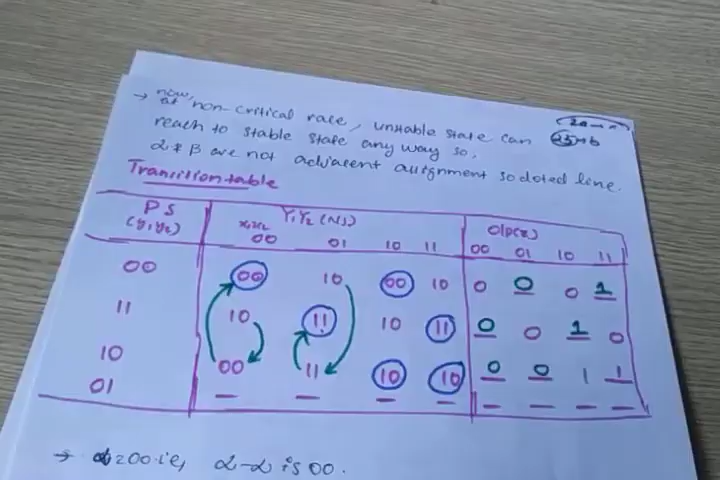 → now, at non-critical race, unstable state can
reach to stable state any way so,
α & β are not adjacent assignment so doted line.
Transition table
PS (y₁y₂) Y₁Y₂ (NS) O/P(z)
x₁x₂ 00 01 10 11 00 01 10 11
00 00 10 00 10 0 0 0 1
11 10 11 10 11 0 0 1 0
10 00 11 10 10 0 0 1 1
01 — — — — — — — —
→ α=00 i.e, α-α is 00.